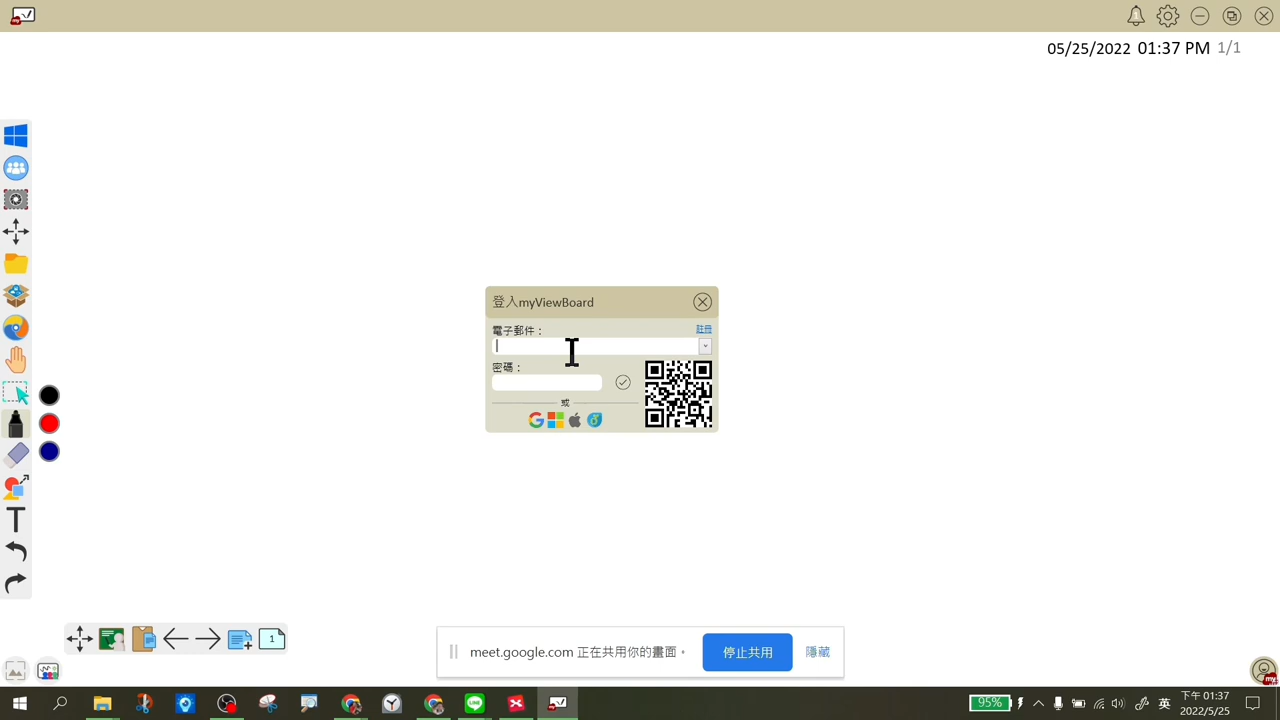 05/25/2022 01:37 PM 1/1
登入myViewBoard
電子郵件：
註冊
密碼：
或
T
1
meet.google.com 正在共用你的畫面。
停止共用
隱藏
my
95%
英
下午 01:37
2022/5/25